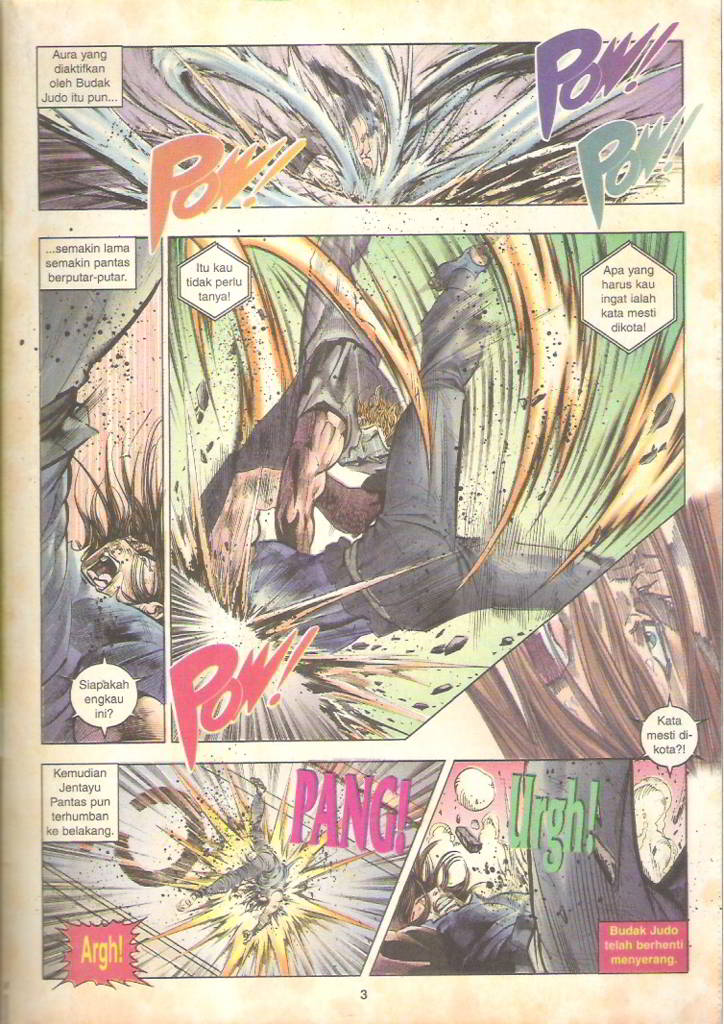 Aura yang
diaktifkan
oleh Budak
Judo itu pun...
POW!
POW!
POW!
...semakin lama
semakin pantas
berputar-putar.
Siapakah
engkau
ini?
Itu kau
tidak perlu
tanya!
Apa yang
harus kau
ingat ialah
kata mesti
dikota!
POW!
Kata
mesti di-
kota?!
Kemudian
Jentayu
Pantas pun
terhumban
ke belakang.
PANG!
Argh!
Urgh!
Budak Judo
telah berhenti
menyerang.
3